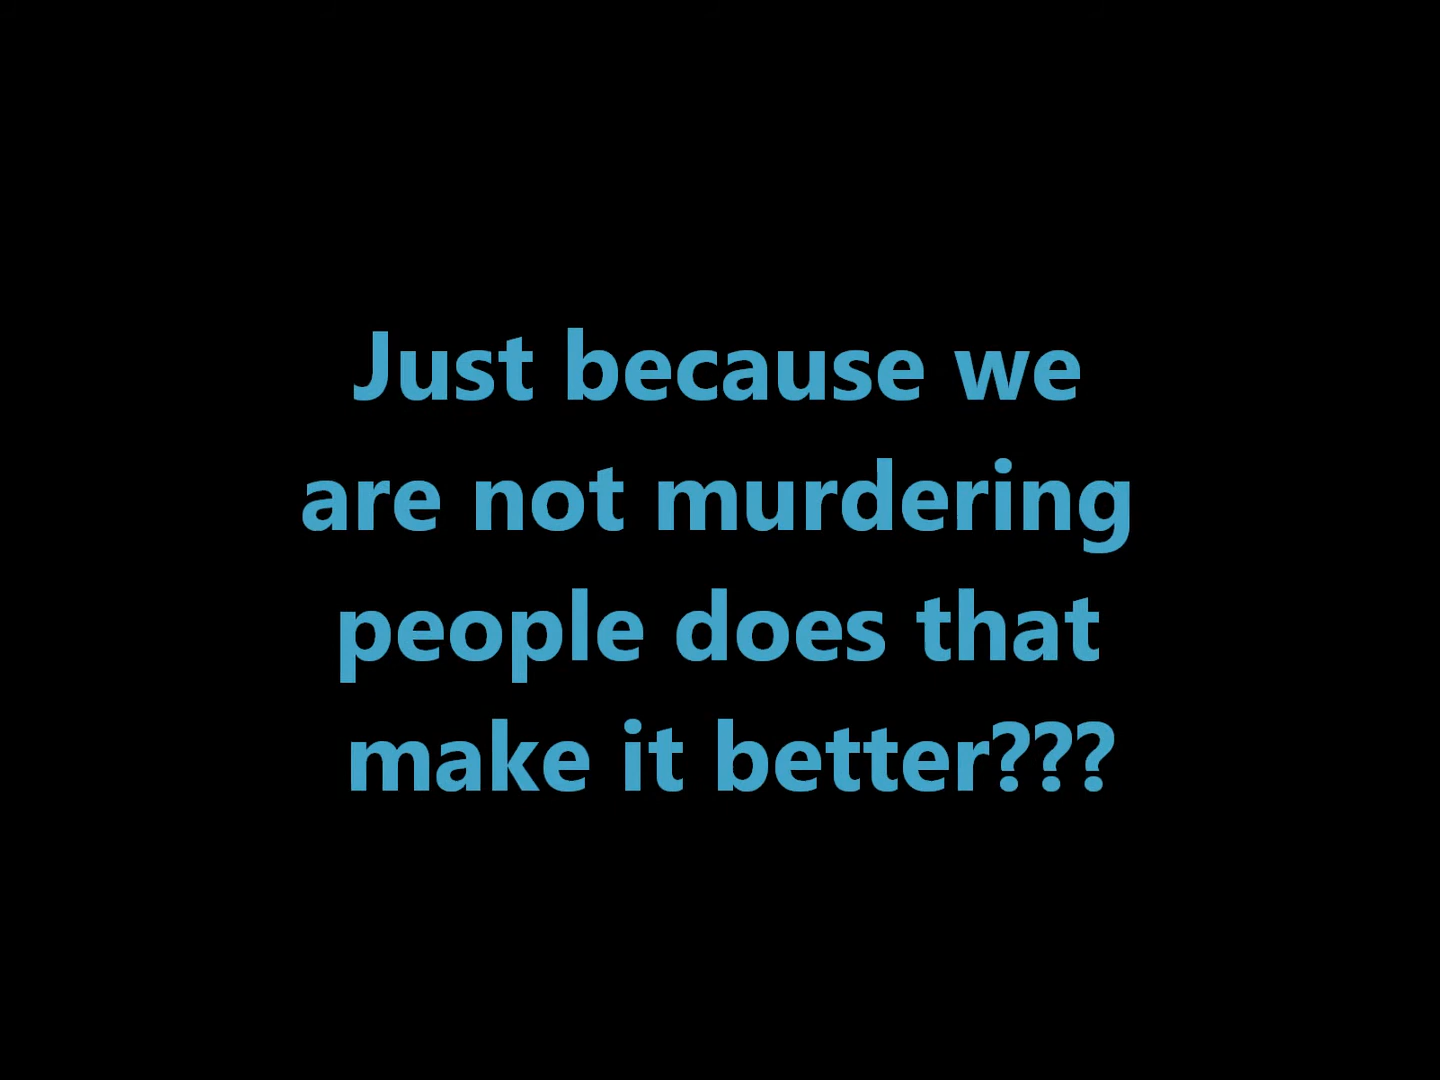 Just because we
are not murdering
people does that
make it better???